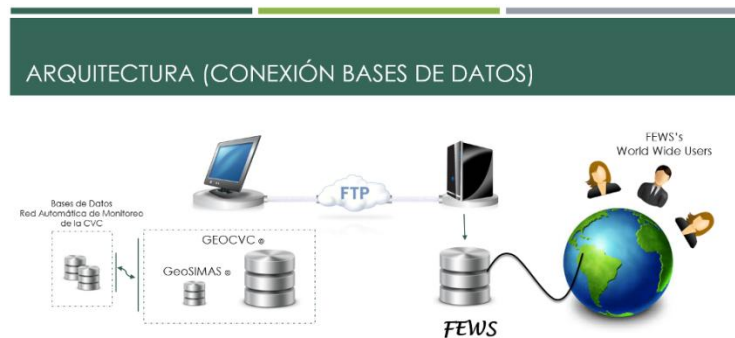 ARQUITECTURA (CONEXIÓN BASES DE DATOS)
FEWS's
World Wide Users
FTP
Bases de Datos
Red Automática de Monitoreo
de la CVC
GEOCVC ®
GeoSIMAS ®
FEWS